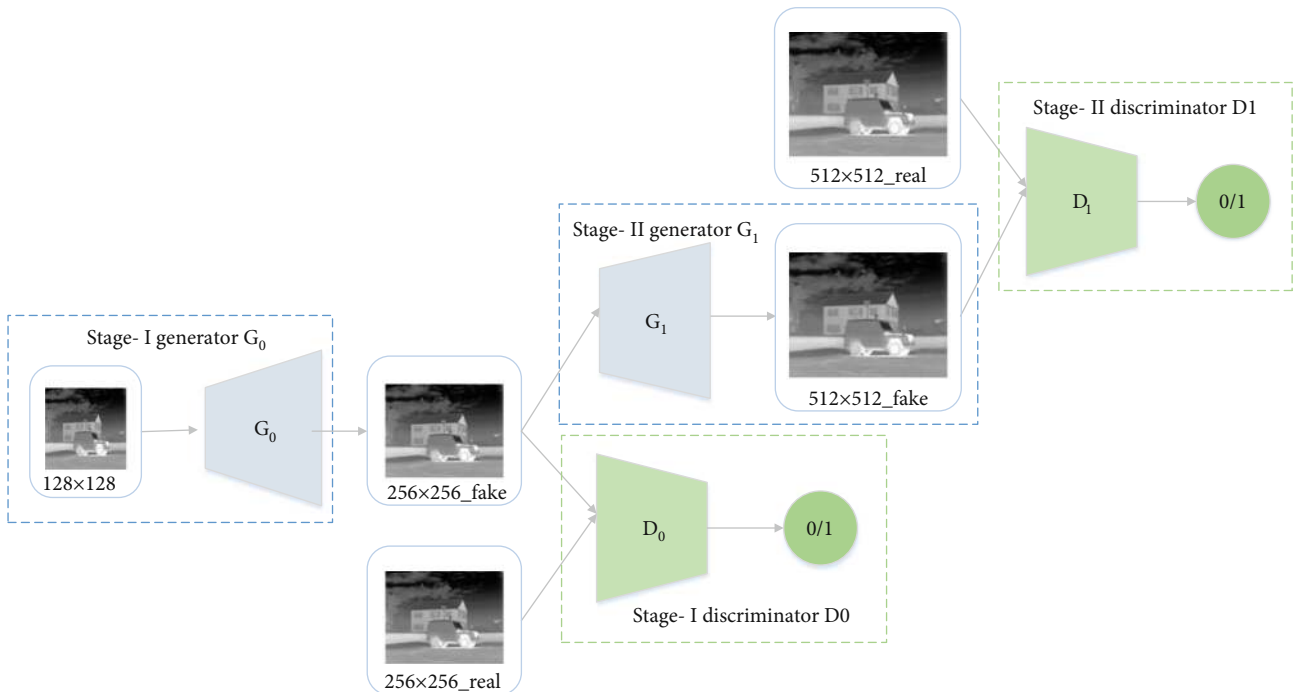 512×512_real
Stage- II discriminator D1
D₁
0/1
Stage- II generator G₁
G₁
512×512_fake
Stage- I generator G₀
128×128
G₀
256×256_fake
D₀
0/1
Stage- I discriminator D0
256×256_real